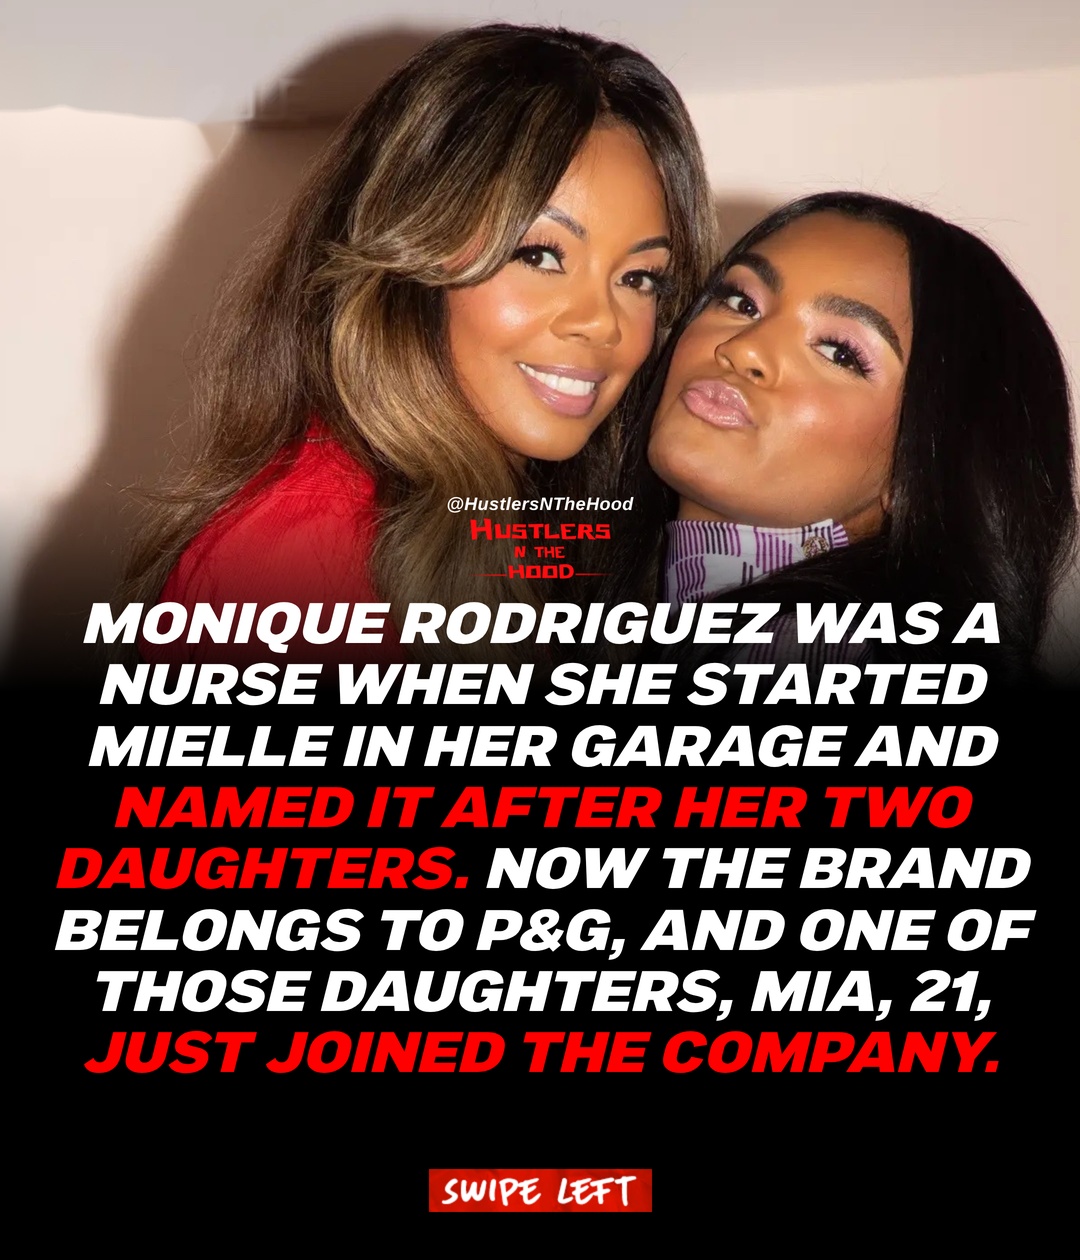 @HustlersNTheHood
HUSTLERS
N THE
HOOD
MONIQUE RODRIGUEZ WAS A
NURSE WHEN SHE STARTED
MIELLE IN HER GARAGE AND
NAMED IT AFTER HER TWO
DAUGHTERS. NOW THE BRAND
BELONGS TO P&G, AND ONE OF
THOSE DAUGHTERS, MIA, 21,
JUST JOINED THE COMPANY.
SWIPE LEFT